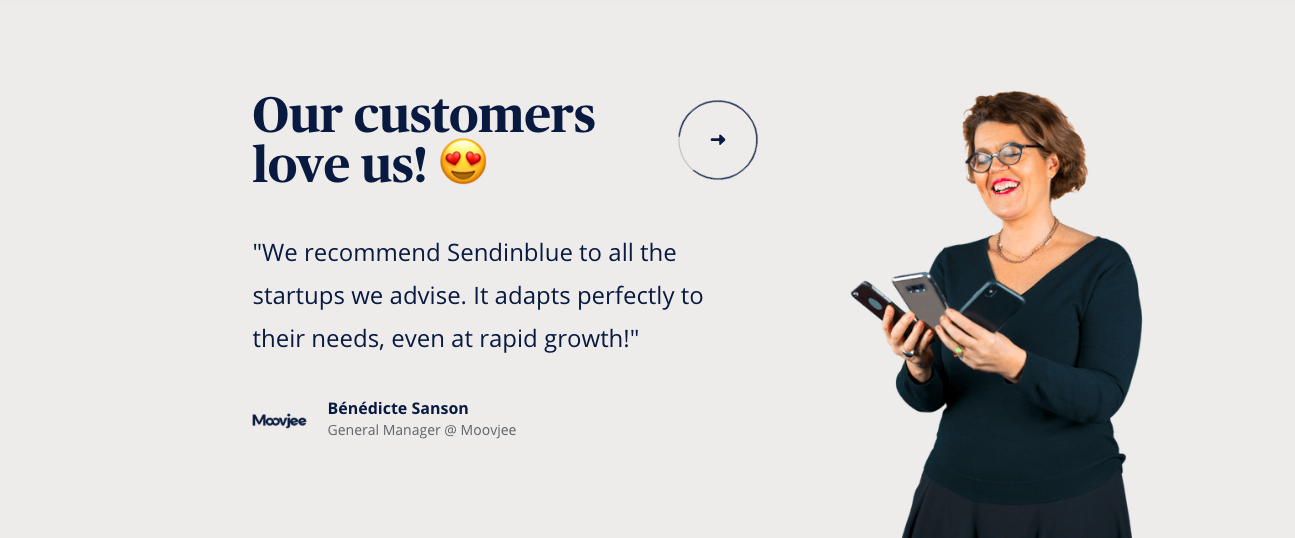 Our customers
love us! 😍
"We recommend Sendinblue to all the
startups we advise. It adapts perfectly to
their needs, even at rapid growth!"
Moovjee
Bénédicte Sanson
General Manager @ Moovjee